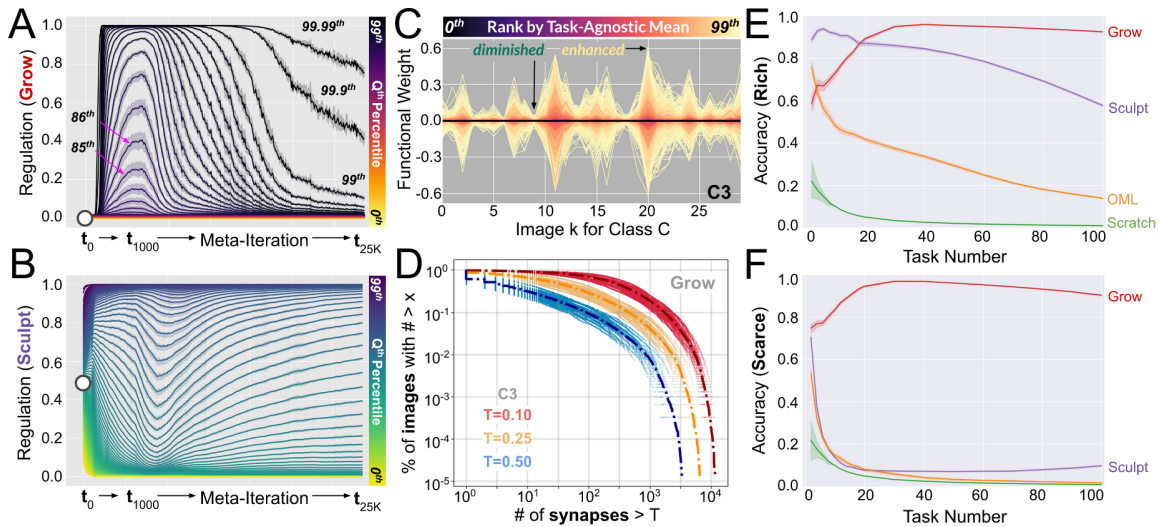 A
Regulation (Grow)
1.0
0.8
0.6
0.4
0.2
0.0
99.99th
99.9th
99th
86th
85th
99th
Qth Percentile
0th
t0
t1000
Meta-Iteration
t25K
B
Regulation (Sculpt)
1.0
0.8
0.6
0.4
0.2
0.0
99th
Qth Percentile
0th
t0
t1000
Meta-Iteration
t25K
C
0th Rank by Task-Agnostic Mean 99th
Functional Weight
0.6
0.3
0.0
-0.3
-0.6
diminished
enhanced
C3
0 5 10 15 20 25
Image k for Class C
D
% of images with # > x
10^0
10^-1
10^-2
10^-3
10^-4
10^-5
Grow
C3
T=0.10
T=0.25
T=0.50
10^0 10^1 10^2 10^3 10^4
# of synapses > T
E
Accuracy (Rich)
1.0
0.8
0.6
0.4
0.2
0.0
Grow
Sculpt
OML
Scratch
0 20 40 60 80 100
Task Number
F
Accuracy (Scarce)
1.0
0.8
0.6
0.4
0.2
0.0
Grow
Sculpt
0 20 40 60 80 100
Task Number